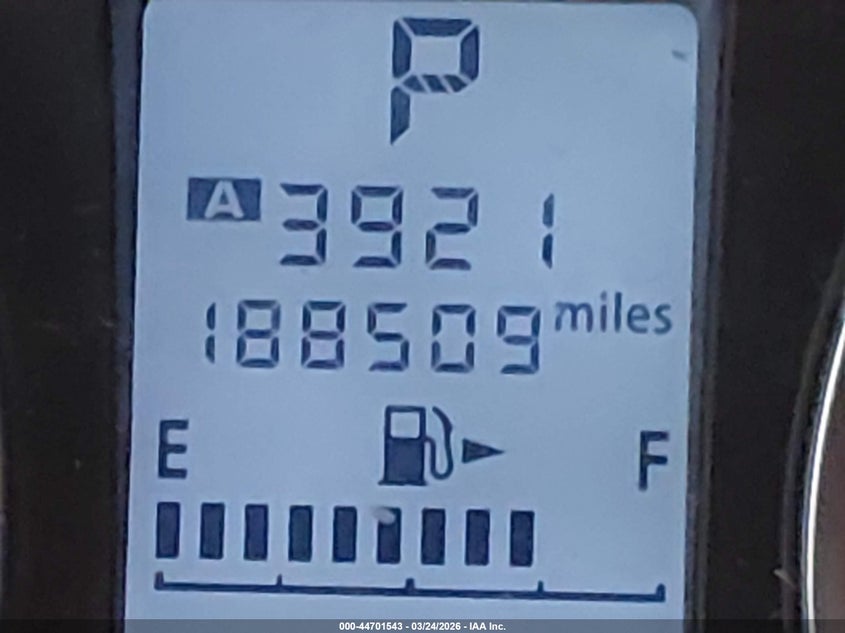 P
A 3921
188509 miles
E F
000-44701543 - 03/24/2026 - IAA Inc.